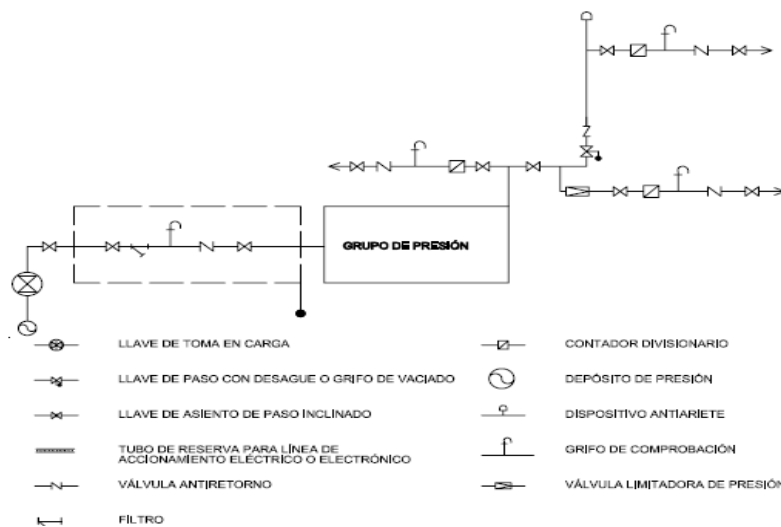 GRUPO DE PRESIÓN
LLAVE DE TOMA EN CARGA
LLAVE DE PASO CON DESAGUE O GRIFO DE VACIADO
LLAVE DE ASIENTO DE PASO INCLINADO
TUBO DE RESERVA PARA LÍNEA DE
ACCIONAMIENTO ELÉCTRICO O ELECTRÓNICO
VÁLVULA ANTIRETORNO
FILTRO
CONTADOR DIVISIONARIO
DEPÓSITO DE PRESIÓN
DISPOSITIVO ANTIARIETE
GRIFO DE COMPROBACIÓN
VÁLVULA LIMITADORA DE PRESIÓN